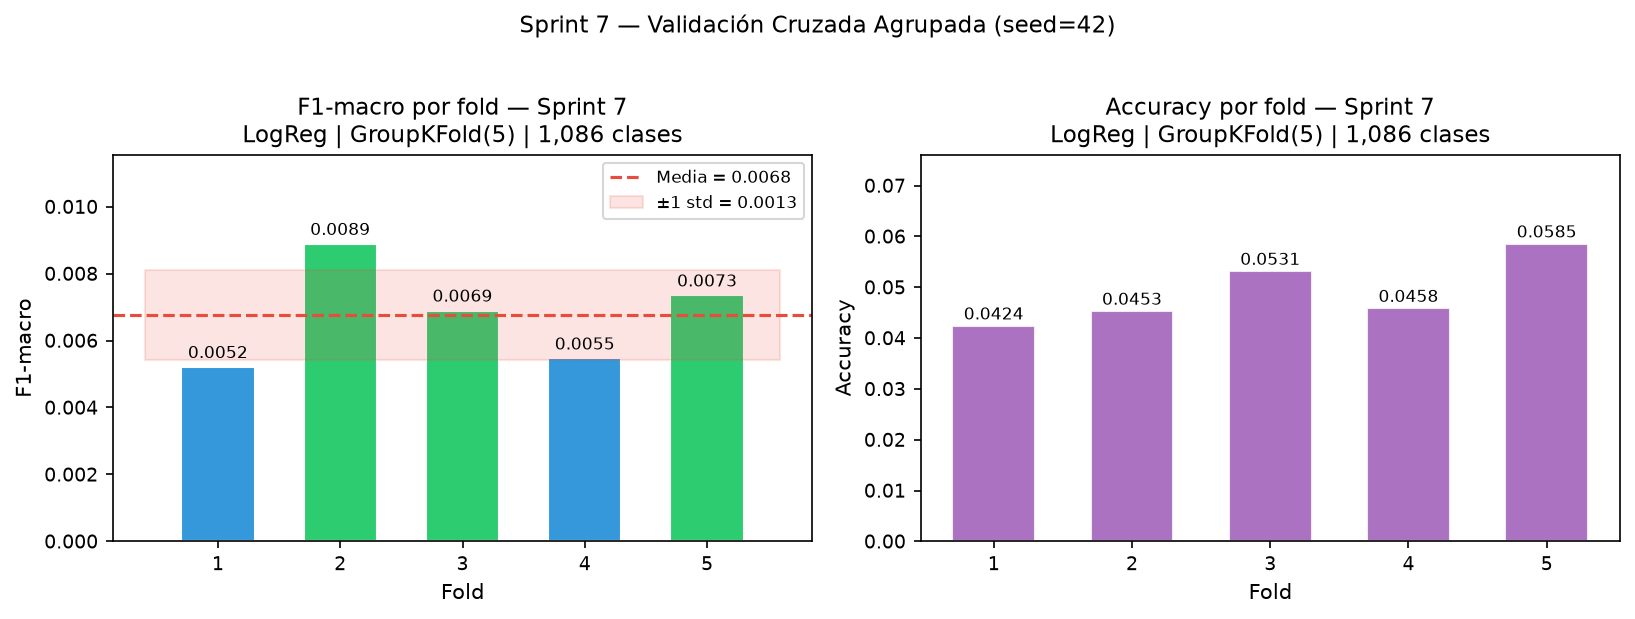 Sprint 7 — Validación Cruzada Agrupada (seed=42)
F1-macro por fold — Sprint 7
LogReg | GroupKFold(5) | 1,086 clases
Media = 0.0068
±1 std = 0.0013
F1-macro
0.010
0.008
0.006
0.004
0.002
0.000
0.0052
0.0089
0.0069
0.0055
0.0073
1 2 3 4 5
Fold
Accuracy por fold — Sprint 7
LogReg | GroupKFold(5) | 1,086 clases
Accuracy
0.07
0.06
0.05
0.04
0.03
0.02
0.01
0.00
0.0424
0.0453
0.0531
0.0458
0.0585
1 2 3 4 5
Fold